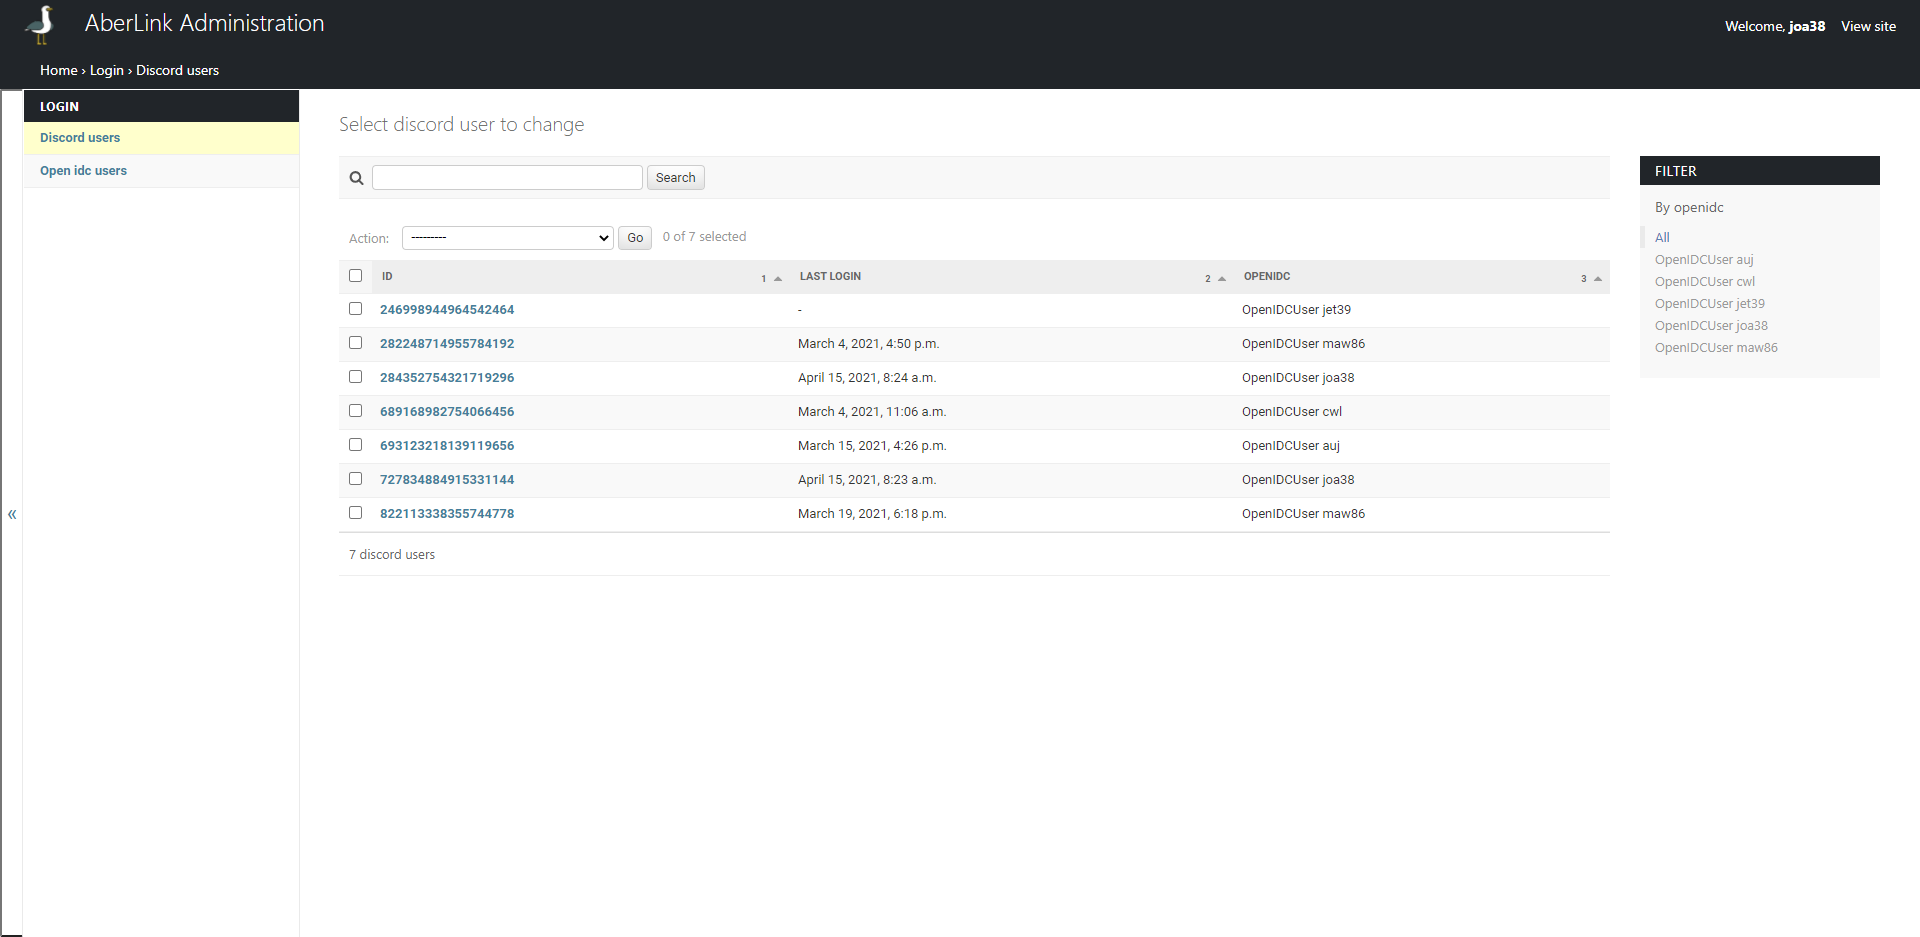 AberLink Administration
Welcome, joa38 View site
Home › Login › Discord users
LOGIN
Discord users
Open idc users
«
Select discord user to change
Search
Action: --------- Go 0 of 7 selected
ID 1 LAST LOGIN 2 OPENIDC 3
246998944964542464 - OpenIDCUser jet39
282248714955784192 March 4, 2021, 4:50 p.m. OpenIDCUser maw86
284352754321719296 April 15, 2021, 8:24 a.m. OpenIDCUser joa38
689168982754066456 March 4, 2021, 11:06 a.m. OpenIDCUser cwl
693123218139119656 March 15, 2021, 4:26 p.m. OpenIDCUser auj
727834884915331144 April 15, 2021, 8:23 a.m. OpenIDCUser joa38
822113338355744778 March 19, 2021, 6:18 p.m. OpenIDCUser maw86
7 discord users
FILTER
By openidc
All
OpenIDCUser auj
OpenIDCUser cwl
OpenIDCUser jet39
OpenIDCUser joa38
OpenIDCUser maw86